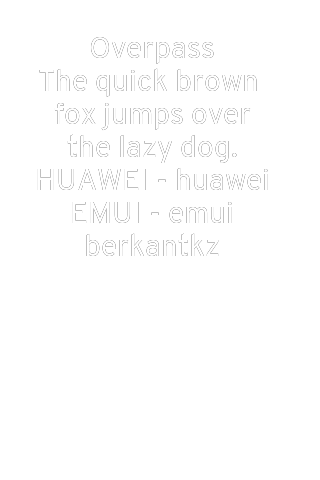 Overpass
The quick brown
fox jumps over
the lazy dog.
HUAWEI - huawei
EMUI - emui
berkantkz